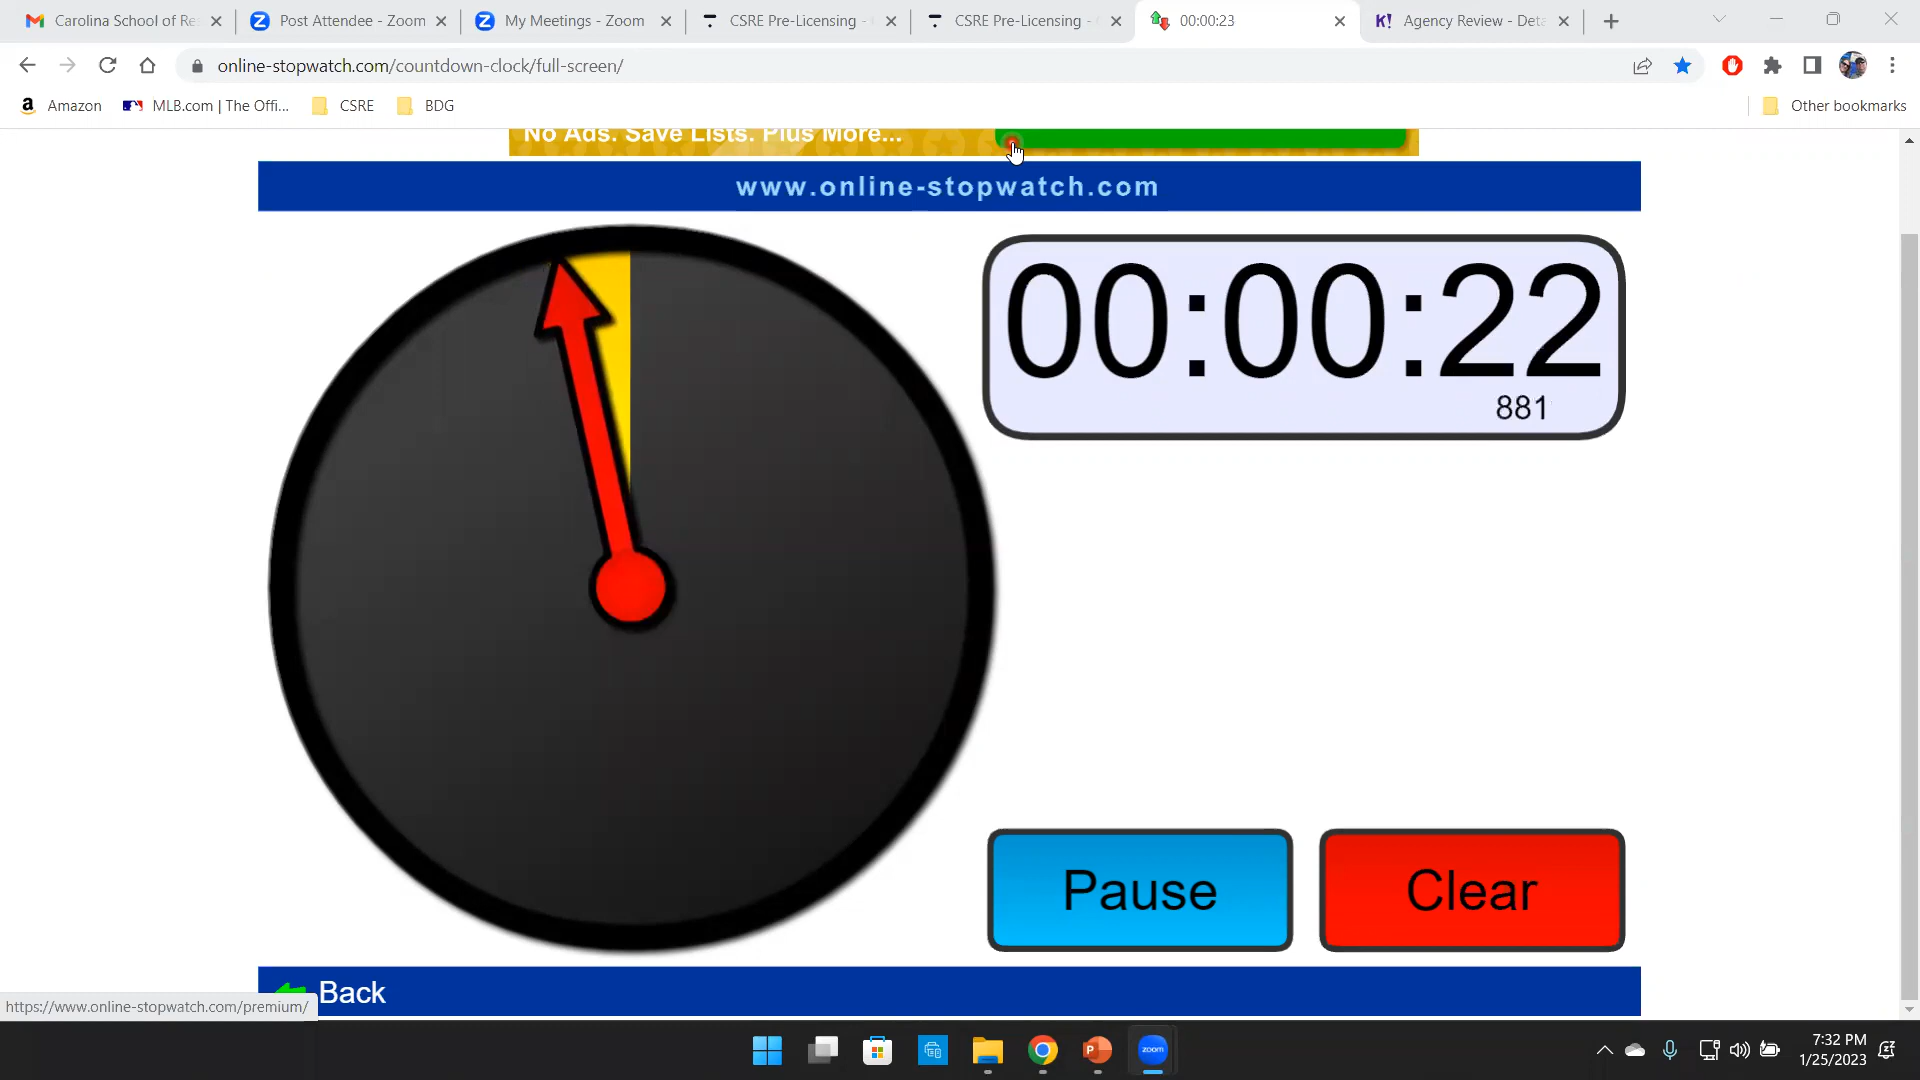 Carolina School of Re
Post Attendee - Zoom
My Meetings - Zoom
CSRE Pre-Licensing -
CSRE Pre-Licensing -
00:00:23
K! Agency Review - Deta
online-stopwatch.com/countdown-clock/full-screen/
Amazon
MLB.com | The Offi...
CSRE
BDG
Other bookmarks
No Ads. Save Lists. Plus More...
www.online-stopwatch.com
00:00:22
881
Pause
Clear
Back
https://www.online-stopwatch.com/premium/
zoom
7:32 PM
1/25/2023